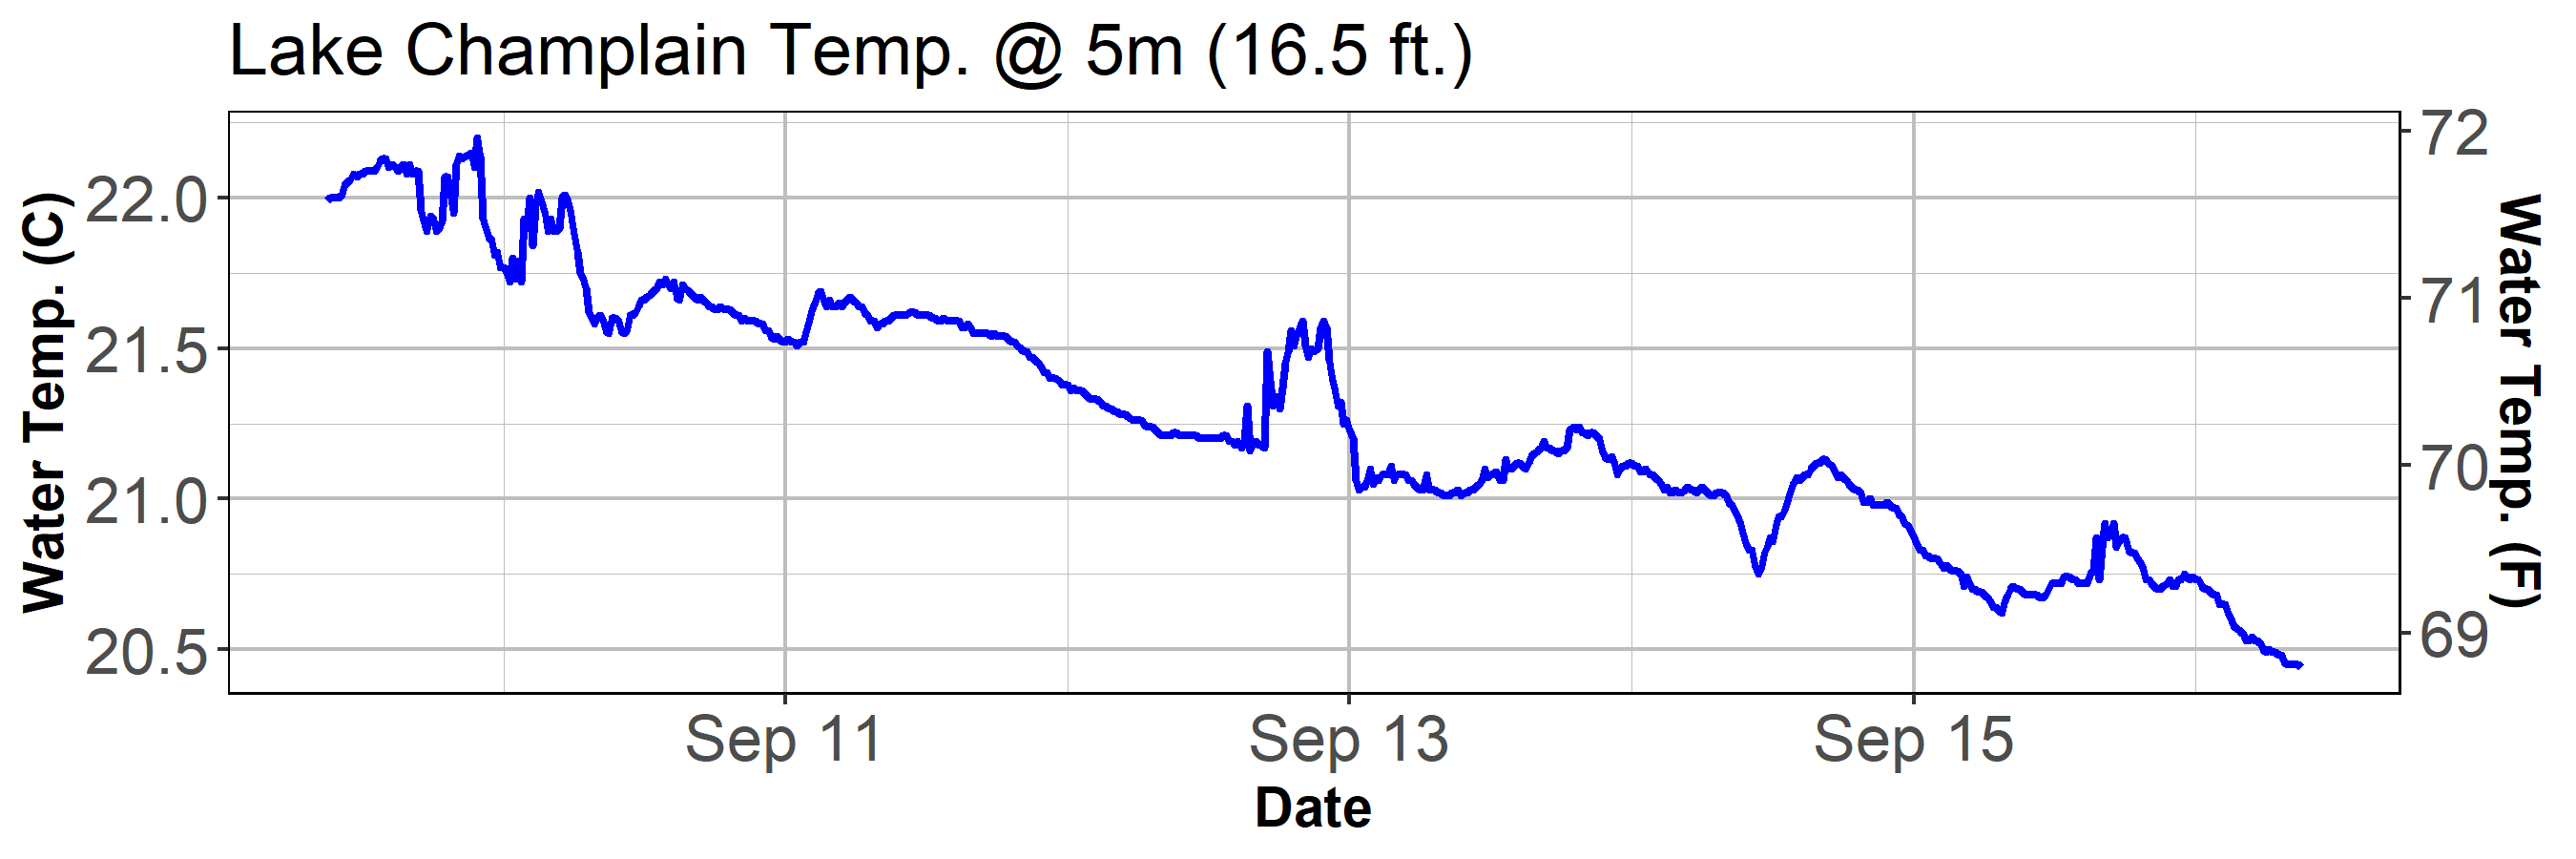 Lake Champlain Temp. @ 5m (16.5 ft.)
Water Temp. (C)
22.0
21.5
21.0
20.5
72
71
70
69
Water Temp. (F)
Sep 11
Sep 13
Sep 15
Date